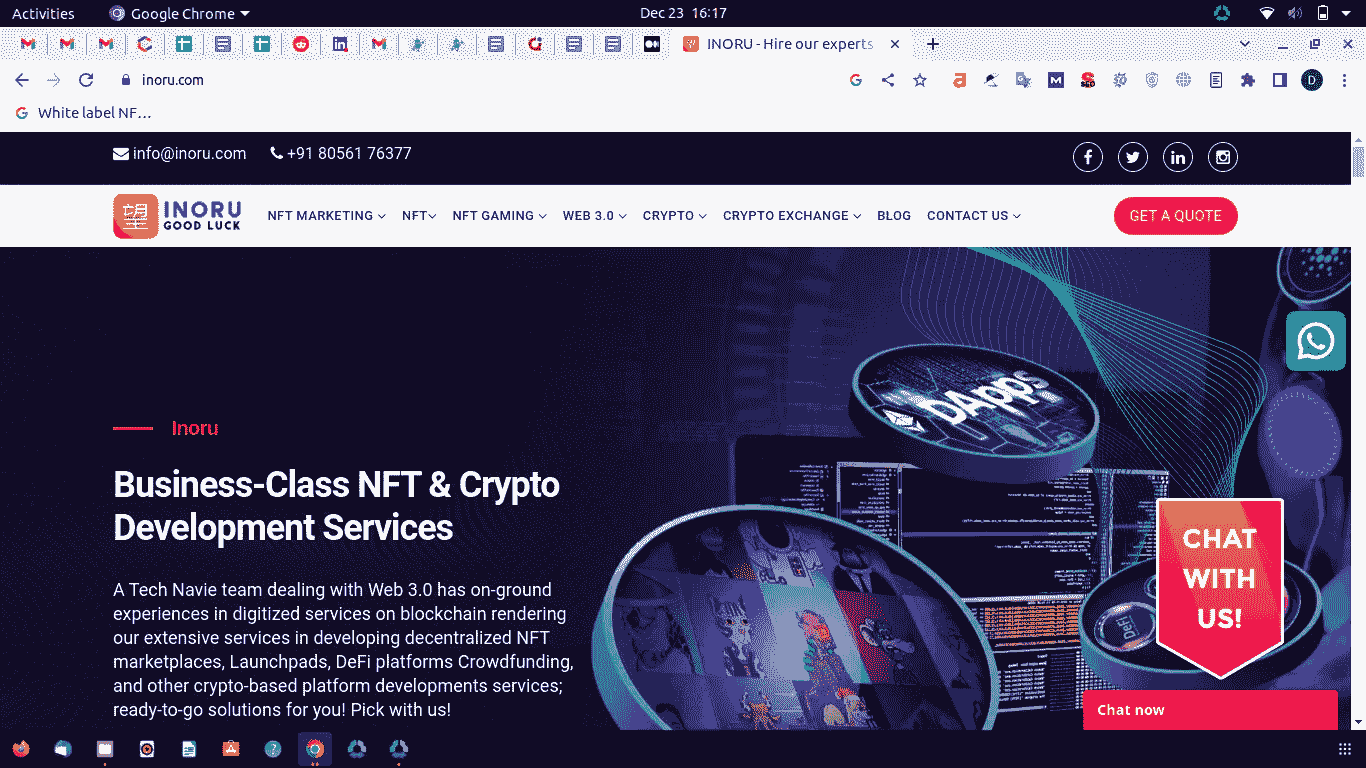 Activities
Google Chrome
Dec 23 16:17
INORU - Hire our experts
inoru.com
White label NF…
info@inoru.com
+91 80561 76377
INORU
GOOD LUCK
NFT MARKETING
NFT
NFT GAMING
WEB 3.0
CRYPTO
CRYPTO EXCHANGE
BLOG
CONTACT US
GET A QUOTE
dApps
Inoru
Business-Class NFT & Crypto
Development Services
A Tech Navie team dealing with Web 3.0 has on-ground
experiences in digitized services on blockchain rendering
our extensive services in developing decentralized NFT
marketplaces, Launchpads, DeFi platforms Crowdfunding,
and other crypto-based platform developments services;
ready-to-go solutions for you! Pick with us!
DeFi
CHAT
WITH
US!
Chat now